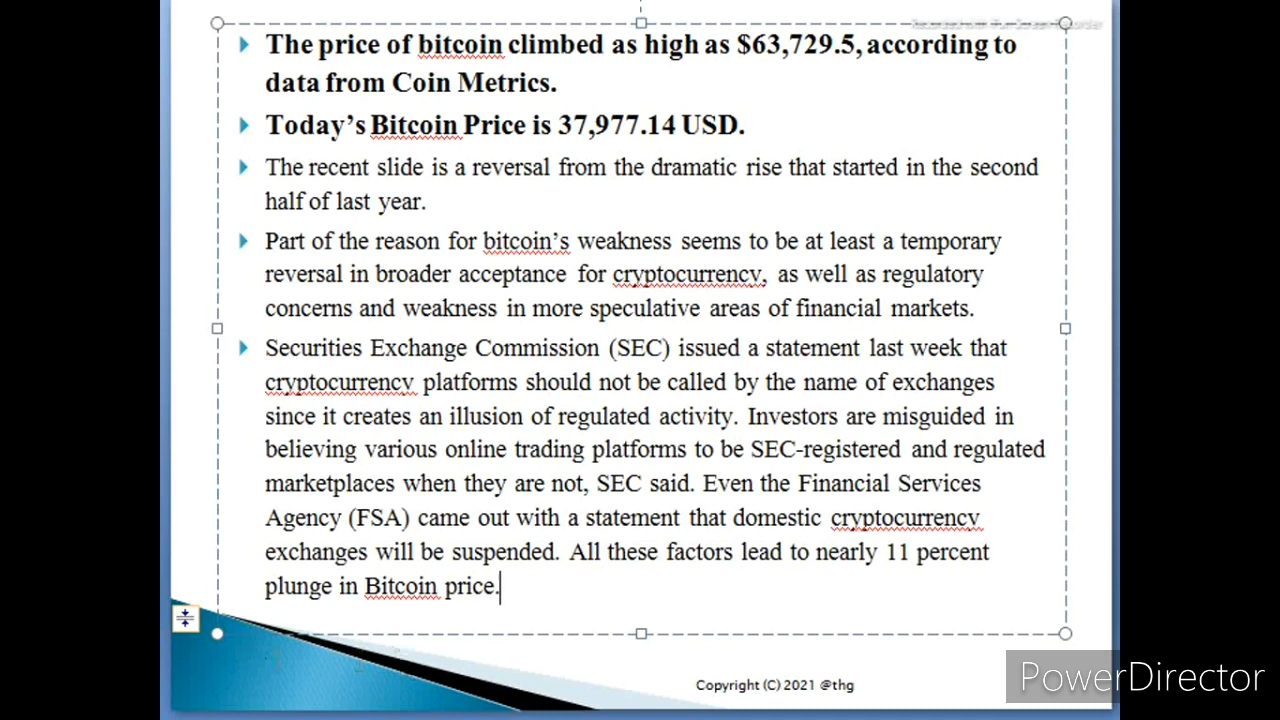 The price of bitcoin climbed as high as $63,729.5, according to
data from Coin Metrics.
Today's Bitcoin Price is 37,977.14 USD.
The recent slide is a reversal from the dramatic rise that started in the second
half of last year.
Part of the reason for bitcoin's weakness seems to be at least a temporary
reversal in broader acceptance for cryptocurrency, as well as regulatory
concerns and weakness in more speculative areas of financial markets.
Securities Exchange Commission (SEC) issued a statement last week that
cryptocurrency platforms should not be called by the name of exchanges
since it creates an illusion of regulated activity. Investors are misguided in
believing various online trading platforms to be SEC-registered and regulated
marketplaces when they are not, SEC said. Even the Financial Services
Agency (FSA) came out with a statement that domestic cryptocurrency
exchanges will be suspended. All these factors lead to nearly 11 percent
plunge in Bitcoin price.
Copyright (C) 2021 @thg
PowerDirector